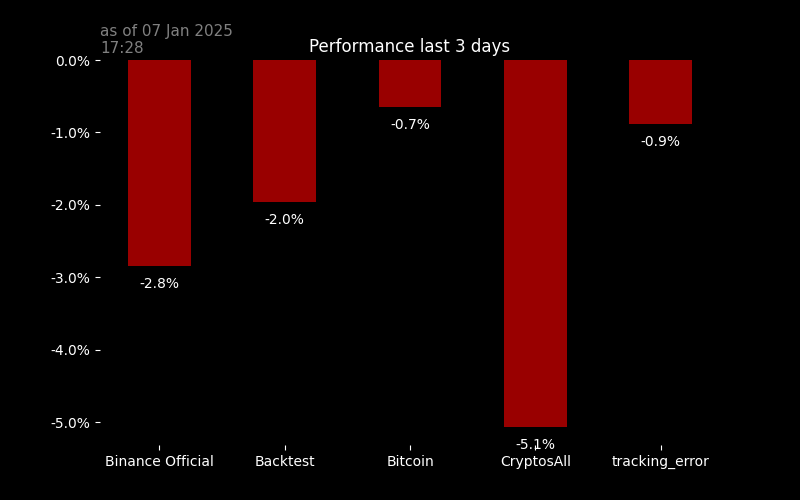 as of 07 Jan 2025
17:28
Performance last 3 days
0.0%
-1.0%
-2.0%
-3.0%
-4.0%
-5.0%
-2.8%
-2.0%
-0.7%
-5.1%
-0.9%
Binance Official
Backtest
Bitcoin
CryptosAll
tracking_error